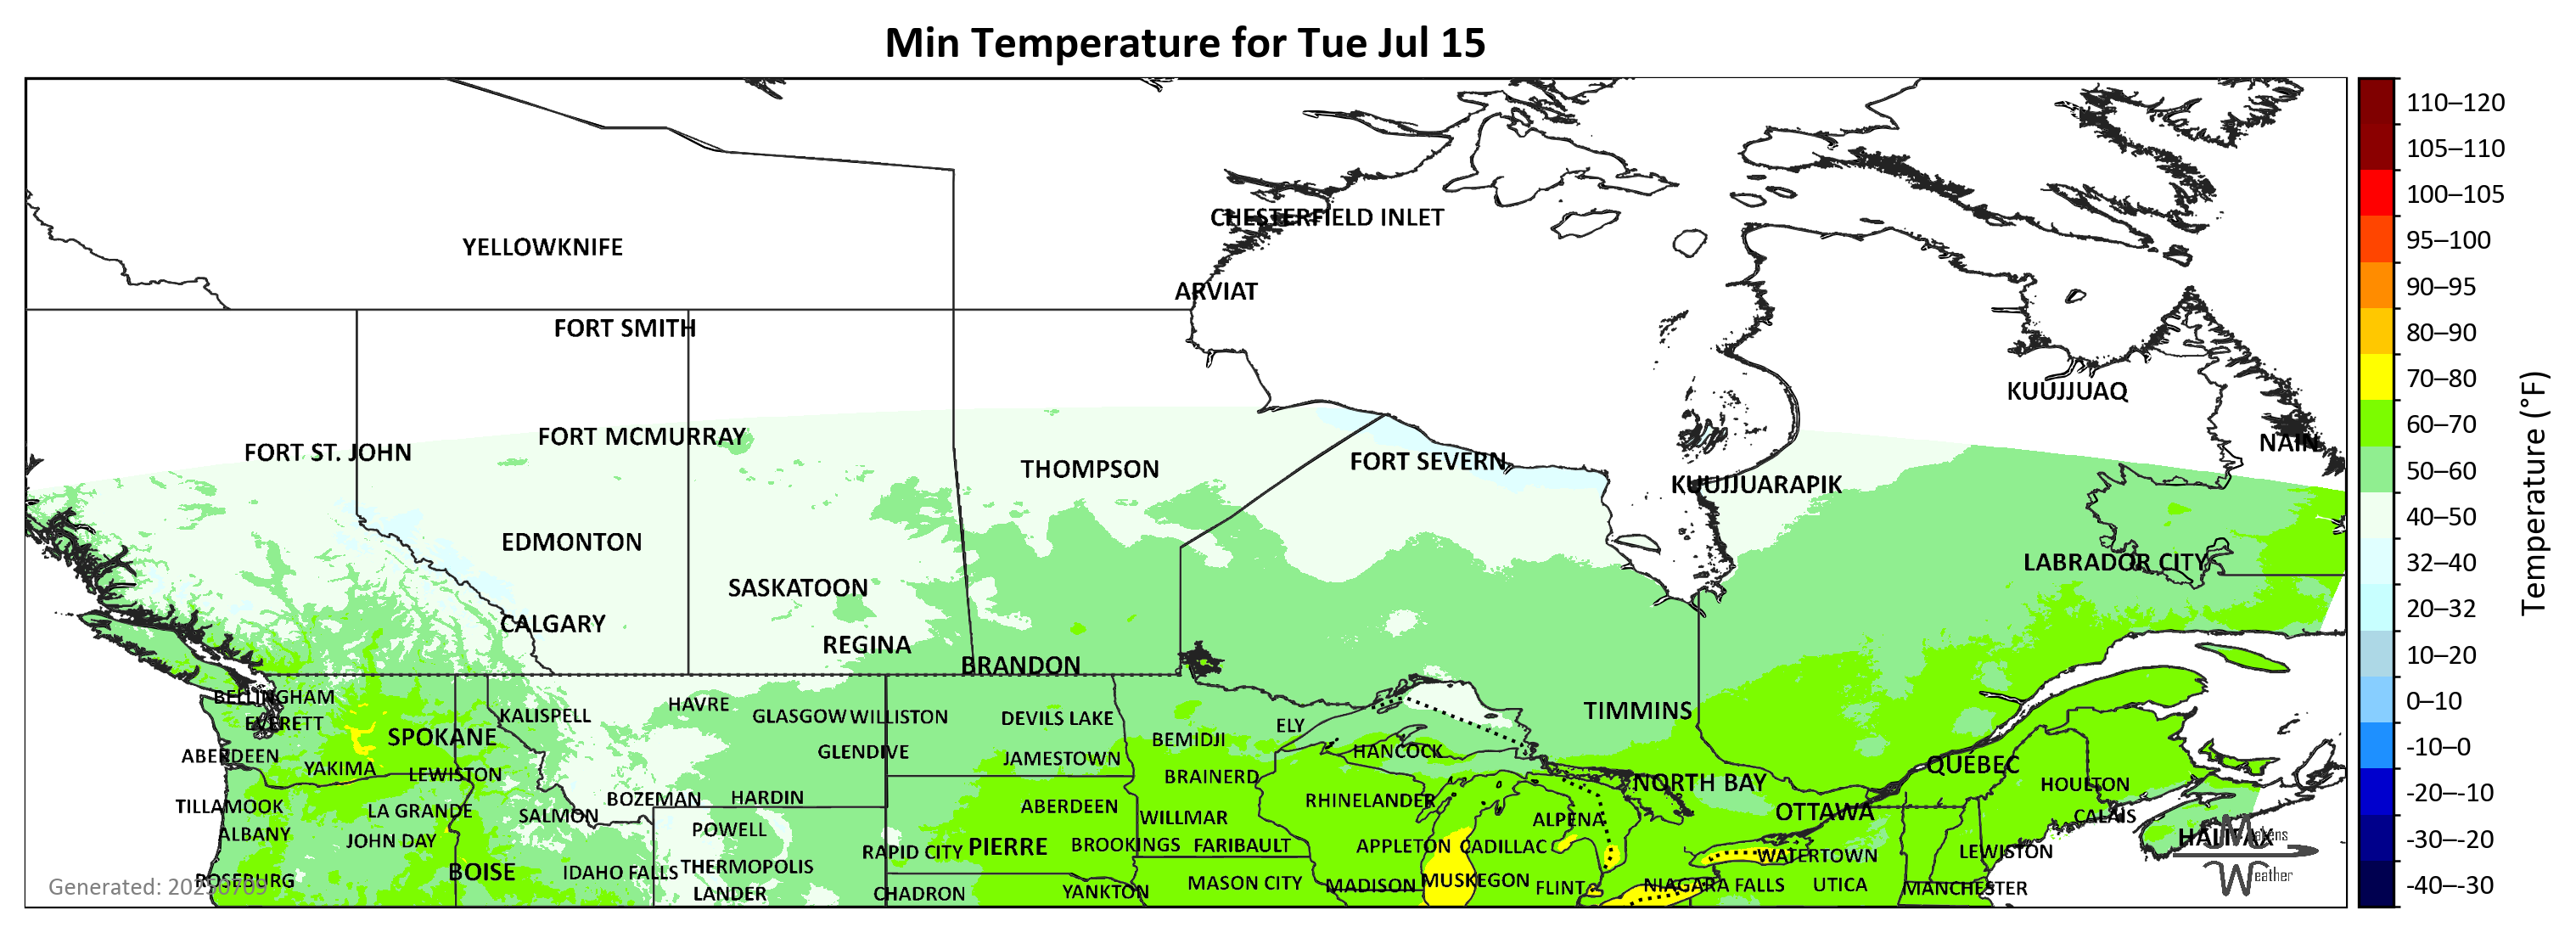 Min Temperature for Tue Jul 15
CHESTERFIELD INLET
YELLOWKNIFE
ARVIAT
FORT SMITH
KUUJJUAQ
FORT MCMURRAY
NAIN
FORT ST. JOHN
FORT SEVERN
THOMPSON
KUUJJUARAPIK
EDMONTON
LABRADOR CITY
SASKATOON
CALGARY
REGINA
BRANDON
BELLINGHAM
HAVRE
TIMMINS
KALISPELL
GLASGOW
WILLISTON
DEVILS LAKE
EVERETT
ELY
SPOKANE
BEMIDJI
GLENDIVE
HANCOCK
ABERDEEN
JAMESTOWN
QUÉBEC
YAKIMA
LEWISTON
BRAINERD
NORTH BAY
HOULTON
BOZEMAN
HARDIN
RHINELANDER
TILLAMOOK
ABERDEEN
LA GRANDE
OTTAWA
SALMON
WILLMAR
CALAIS
ALPENA
POWELL
ALBANY
HALIFAX
JOHN DAY
BROOKINGS
FARIBAULT
APPLETON
CADILLAC
PIERRE
RAPID CITY
LEWISTON
WATERTOWN
THERMOPOLIS
BOISE
IDAHO FALLS
ROSEBURG
MUSKEGON
MASON CITY
MADISON
NIAGARA FALLS
UTICA
FLINT
MANCHESTER
LANDER
CHADRON
YANKTON
Generated: 20250709
Makens
Weather
110–120
105–110
100–105
95–100
90–95
80–90
70–80
60–70
50–60
40–50
32–40
20–32
10–20
0–10
-10–0
-20–-10
-30–-20
-40–-30
Temperature (°F)